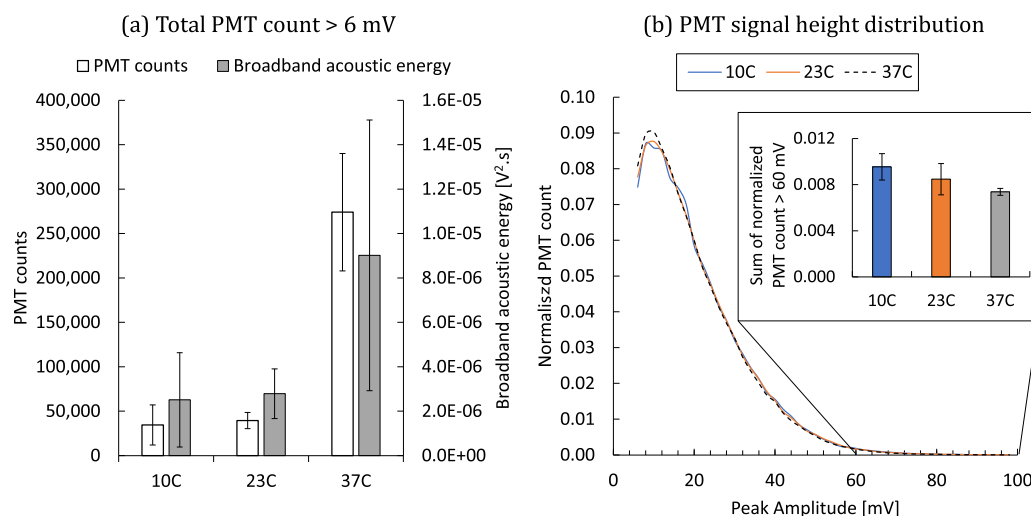 (a) Total PMT count > 6 mV
PMT counts
Broadband acoustic energy
400,000
350,000
300,000
250,000
200,000
150,000
100,000
50,000
0
PMT counts
1.6E-05
1.4E-05
1.2E-05
1.0E-05
8.0E-06
6.0E-06
4.0E-06
2.0E-06
0.0E+00
Broadband acoustic energy [V².s]
10C
23C
37C
(b) PMT signal height distribution
10C
23C
37C
0.10
0.09
0.08
0.07
0.06
0.05
0.04
0.03
0.02
0.01
0.00
Normaliszd PMT count
0
20
40
60
80
100
Peak Amplitude [mV]
Sum of normalized
PMT count > 60 mV
0.012
0.008
0.004
0.000
10C
23C
37C